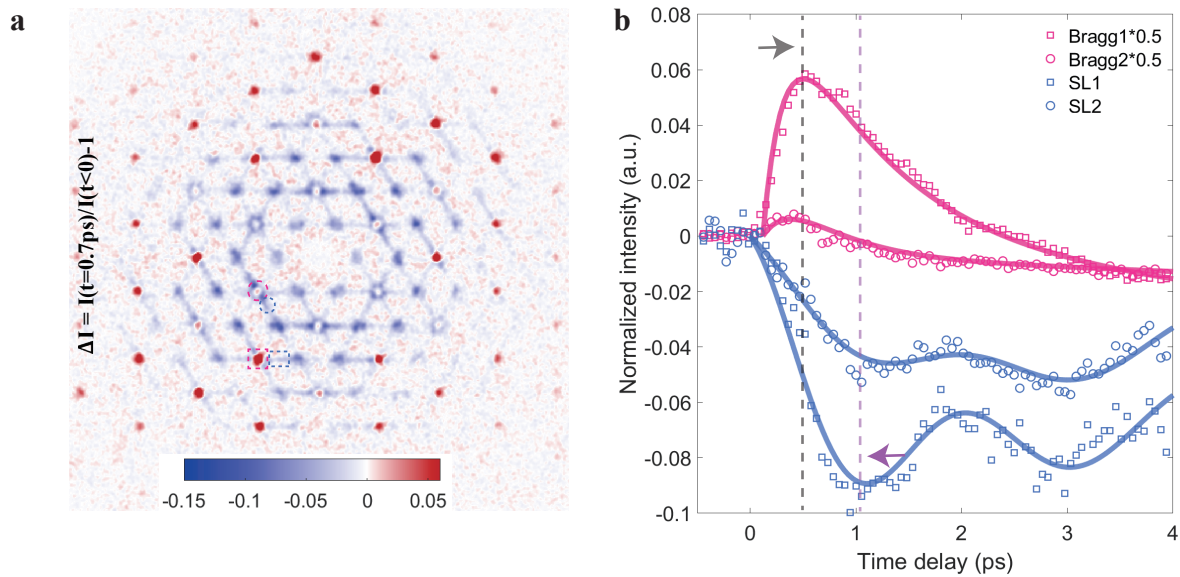 a
ΔI = I(t=0.7ps)/I(t<0)-1
-0.15 -0.1 -0.05 0 0.05
b
Bragg1*0.5
Bragg2*0.5
SL1
SL2
Normalized intensity (a.u.)
0.08
0.06
0.04
0.02
0
-0.02
-0.04
-0.06
-0.08
-0.1
0 1 2 3 4
Time delay (ps)